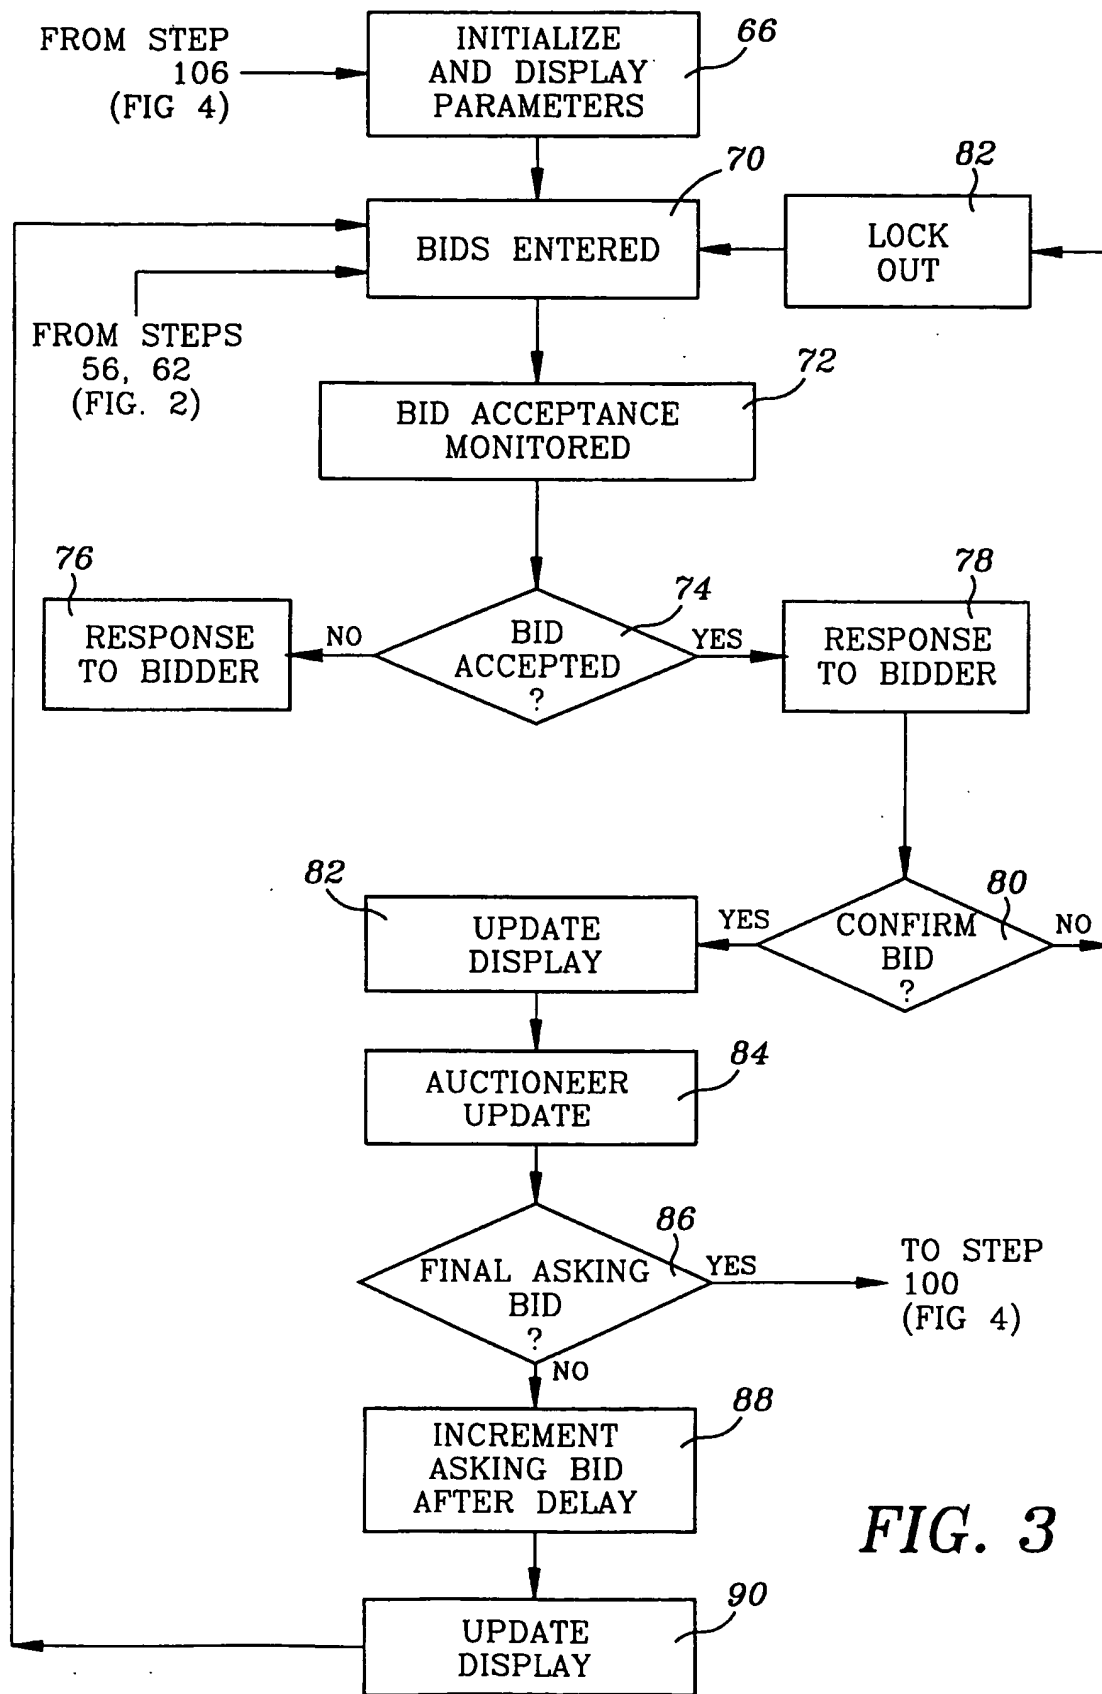 FROM STEP
106
(FIG 4)
INITIALIZE
AND DISPLAY
PARAMETERS
66
70
BIDS ENTERED
82
LOCK
OUT
FROM STEPS
56, 62
(FIG. 2)
72
BID ACCEPTANCE
MONITORED
76
RESPONSE
TO BIDDER
NO
74
BID
ACCEPTED
?
YES
78
RESPONSE
TO BIDDER
82
UPDATE
DISPLAY
YES
80
CONFIRM
BID
?
NO
84
AUCTIONEER
UPDATE
86
FINAL ASKING
BID
?
YES
TO STEP
100
(FIG 4)
NO
88
INCREMENT
ASKING BID
AFTER DELAY
FIG. 3
90
UPDATE
DISPLAY